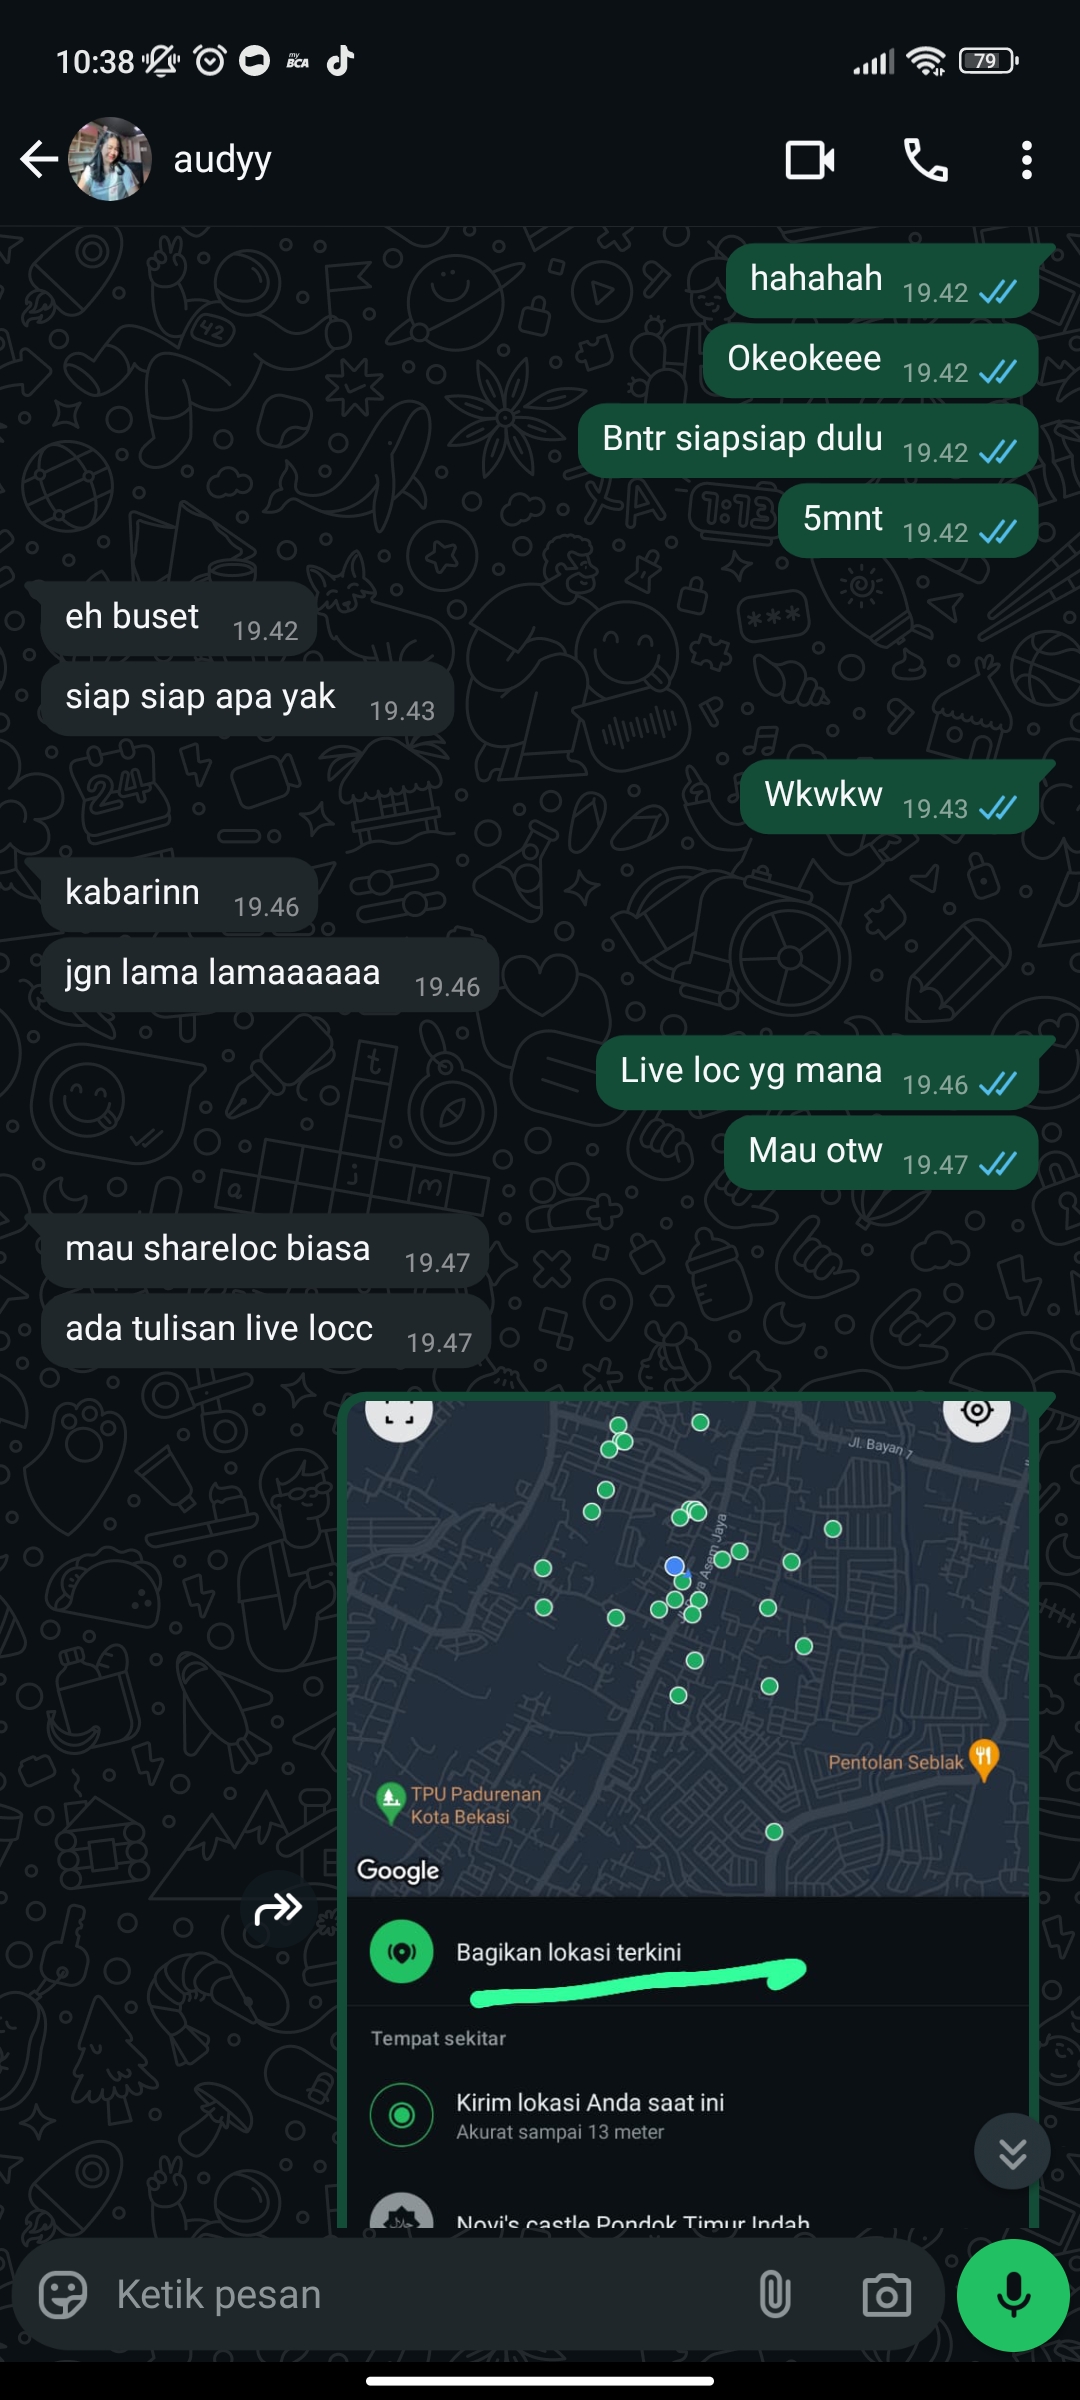 10:38
my BCA
79
audyy
hahahah 19.42
Okeokeee 19.42
Bntr siapsiap dulu 19.42
5mnt 19.42
eh buset 19.42
siap siap apa yak 19.43
Wkwkw 19.43
kabarinn 19.46
jgn lama lamaaaaaa 19.46
Live loc yg mana 19.46
Mau otw 19.47
mau shareloc biasa 19.47
ada tulisan live locc 19.47
Jl. Bayan 7
Asem Jaya
Pentolan Seblak
TPU Padurenan
Kota Bekasi
Google
Bagikan lokasi terkini
Tempat sekitar
Kirim lokasi Anda saat ini
Akurat sampai 13 meter
Novi's castle Pondok Timur Indah
Ketik pesan